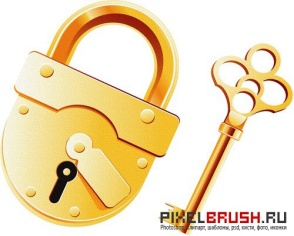 PIXELBRUSH.RU
Photoshop, клипарт, шаблоны, psd, кисти, фото, иконки